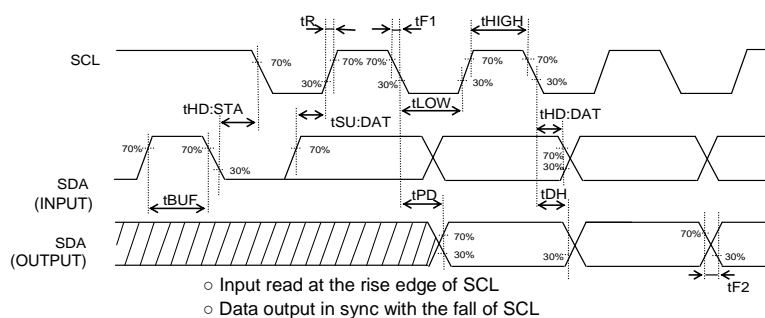 tR tF1 tHIGH
SCL 70% 30% 70% 70% 30% 70% 30% 70% 30%
tHD:STA tSU:DAT tLOW tHD:DAT
SDA
(INPUT)
70% 70% 30% 70% 70% 30%
tBUF tPD tDH
SDA
(OUTPUT)
70% 30% 30% 70% 30%
tF2
○ Input read at the rise edge of SCL
○ Data output in sync with the fall of SCL